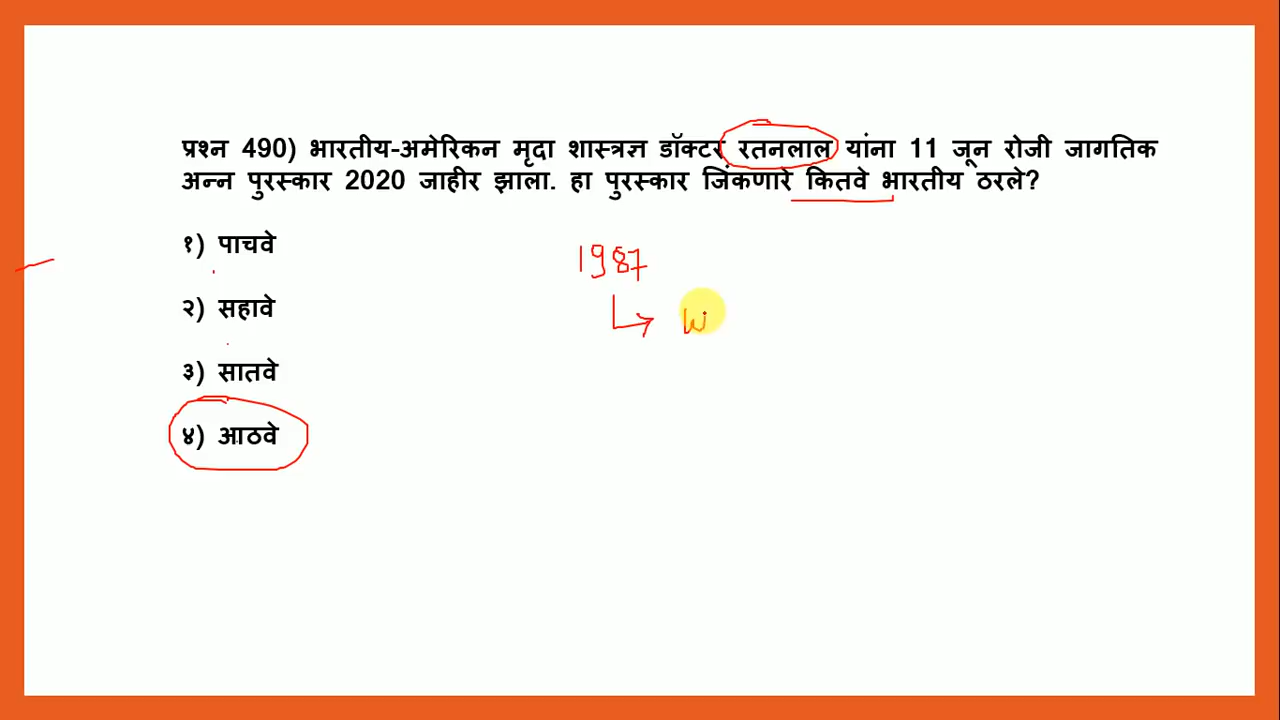 प्रश्न 490) भारतीय-अमेरिकन मृदा शास्त्रज्ञ डॉक्टर रतनलाल यांना 11 जून रोजी जागतिक
अन्न पुरस्कार 2020 जाहीर झाला. हा पुरस्कार जिंकणारे कितवे भारतीय ठरले?
१) पाचवे
1987
२) सहावे
३) सातवे
४) आठवे